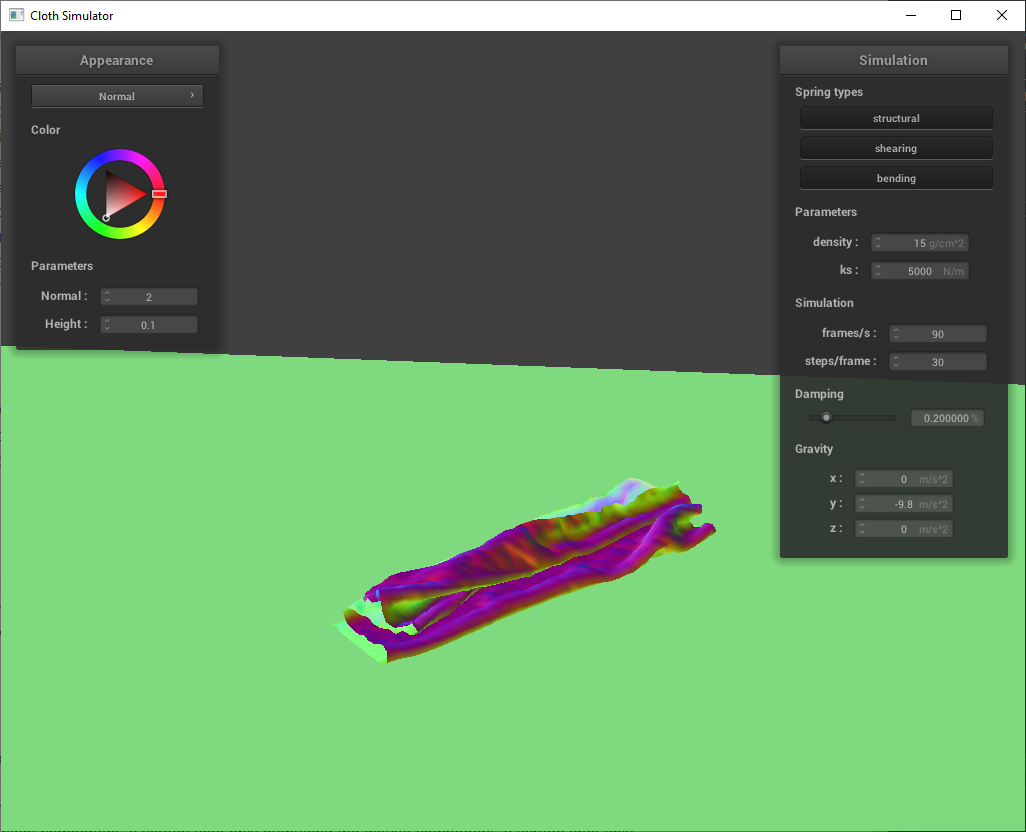 Cloth Simulator
Appearance
Normal
Color
Parameters
Normal : 2
Height : 0.1
Simulation
Spring types
structural
shearing
bending
Parameters
density : 15 g/cm^2
ks : 5000 N/m
Simulation
frames/s : 90
steps/frame : 30
Damping
0.200000 %
Gravity
x : 0 m/s^2
y : -9.8 m/s^2
z : 0 m/s^2